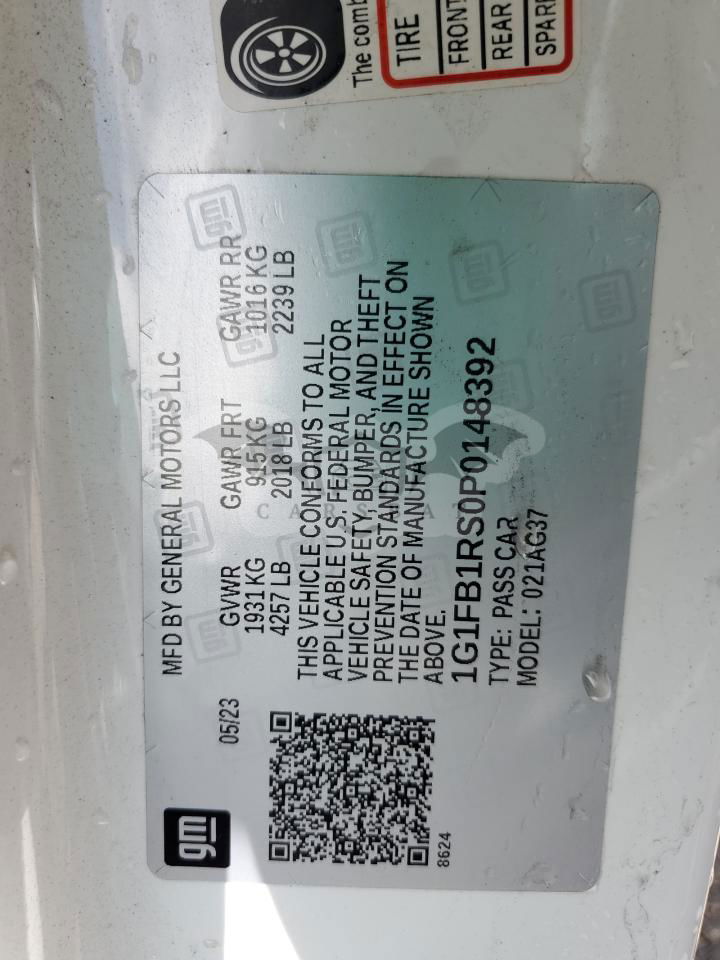 The comb
TIRE
FRONT
REAR
SPARE
MFD BY GENERAL MOTORS LLC
05/23
GVWR GAWR FRT GAWR RR
1931 KG 915 KG 1016 KG
4257 LB 2018 LB 2239 LB
THIS VEHICLE CONFORMS TO ALL
APPLICABLE U.S. FEDERAL MOTOR
VEHICLE SAFETY, BUMPER, AND THEFT
PREVENTION STANDARDS IN EFFECT ON
THE DATE OF MANUFACTURE SHOWN
ABOVE.
1G1FB1RS0P0148392
TYPE: PASS CAR
MODEL: 021AG37
gm
8624